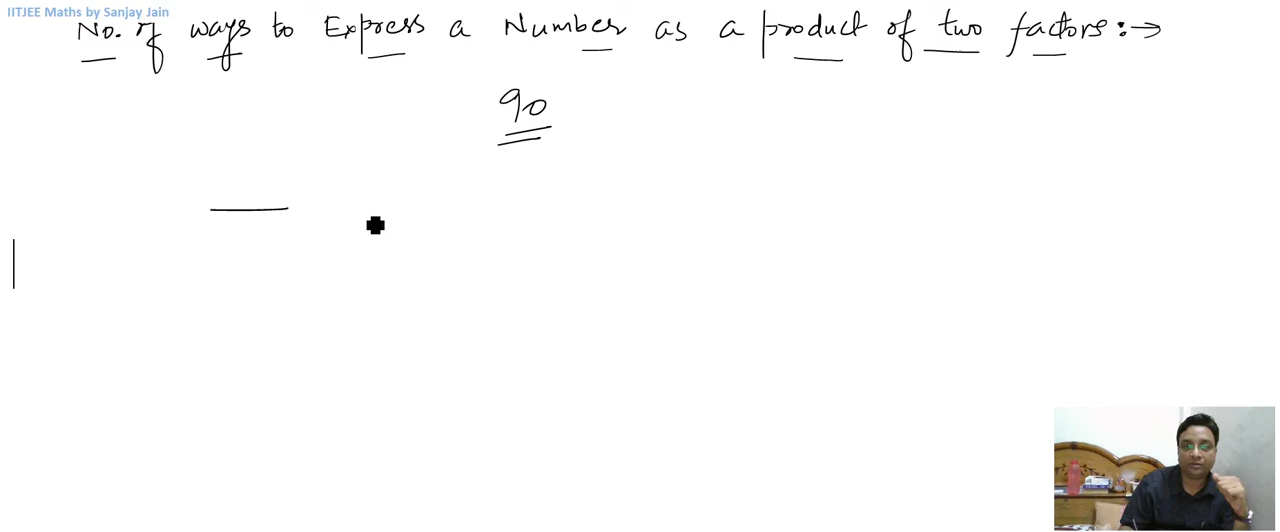 IITJEE Maths by Sanjay Jain
No. of ways to Express a Number as a product of two factors :→
90